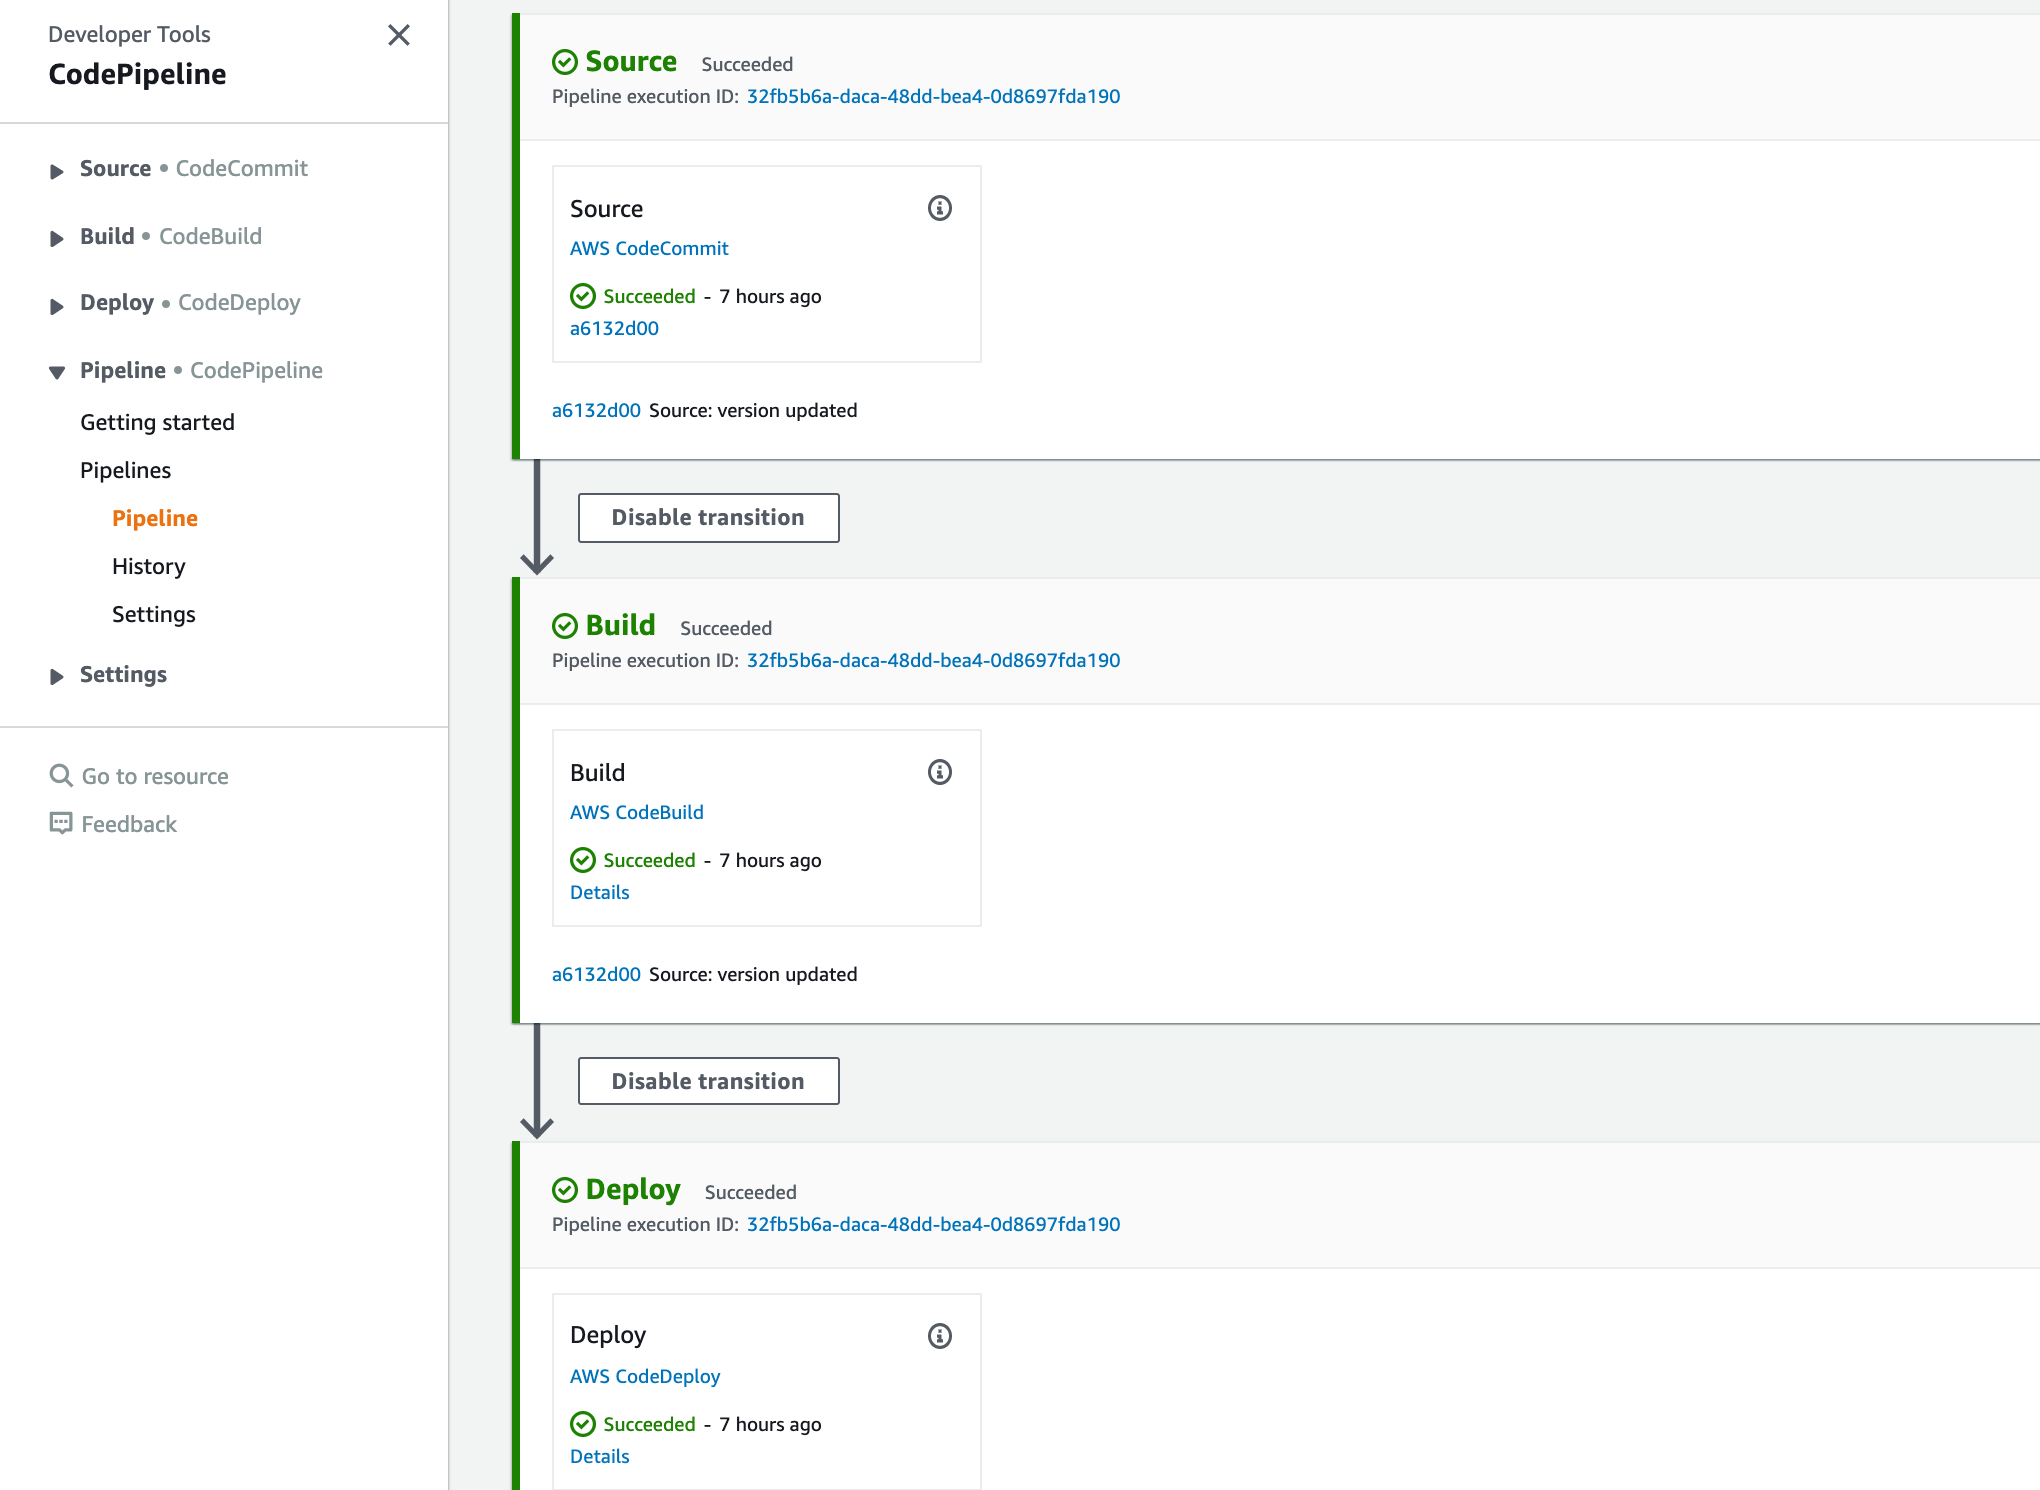 Developer Tools
CodePipeline
Source • CodeCommit
Build • CodeBuild
Deploy • CodeDeploy
Pipeline • CodePipeline
Getting started
Pipelines
Pipeline
History
Settings
Settings
Go to resource
Feedback
Source Succeeded
Pipeline execution ID: 32fb5b6a-daca-48dd-bea4-0d8697fda190
Source
AWS CodeCommit
Succeeded - 7 hours ago
a6132d00
a6132d00 Source: version updated
Disable transition
Build Succeeded
Pipeline execution ID: 32fb5b6a-daca-48dd-bea4-0d8697fda190
Build
AWS CodeBuild
Succeeded - 7 hours ago
Details
a6132d00 Source: version updated
Disable transition
Deploy Succeeded
Pipeline execution ID: 32fb5b6a-daca-48dd-bea4-0d8697fda190
Deploy
AWS CodeDeploy
Succeeded - 7 hours ago
Details